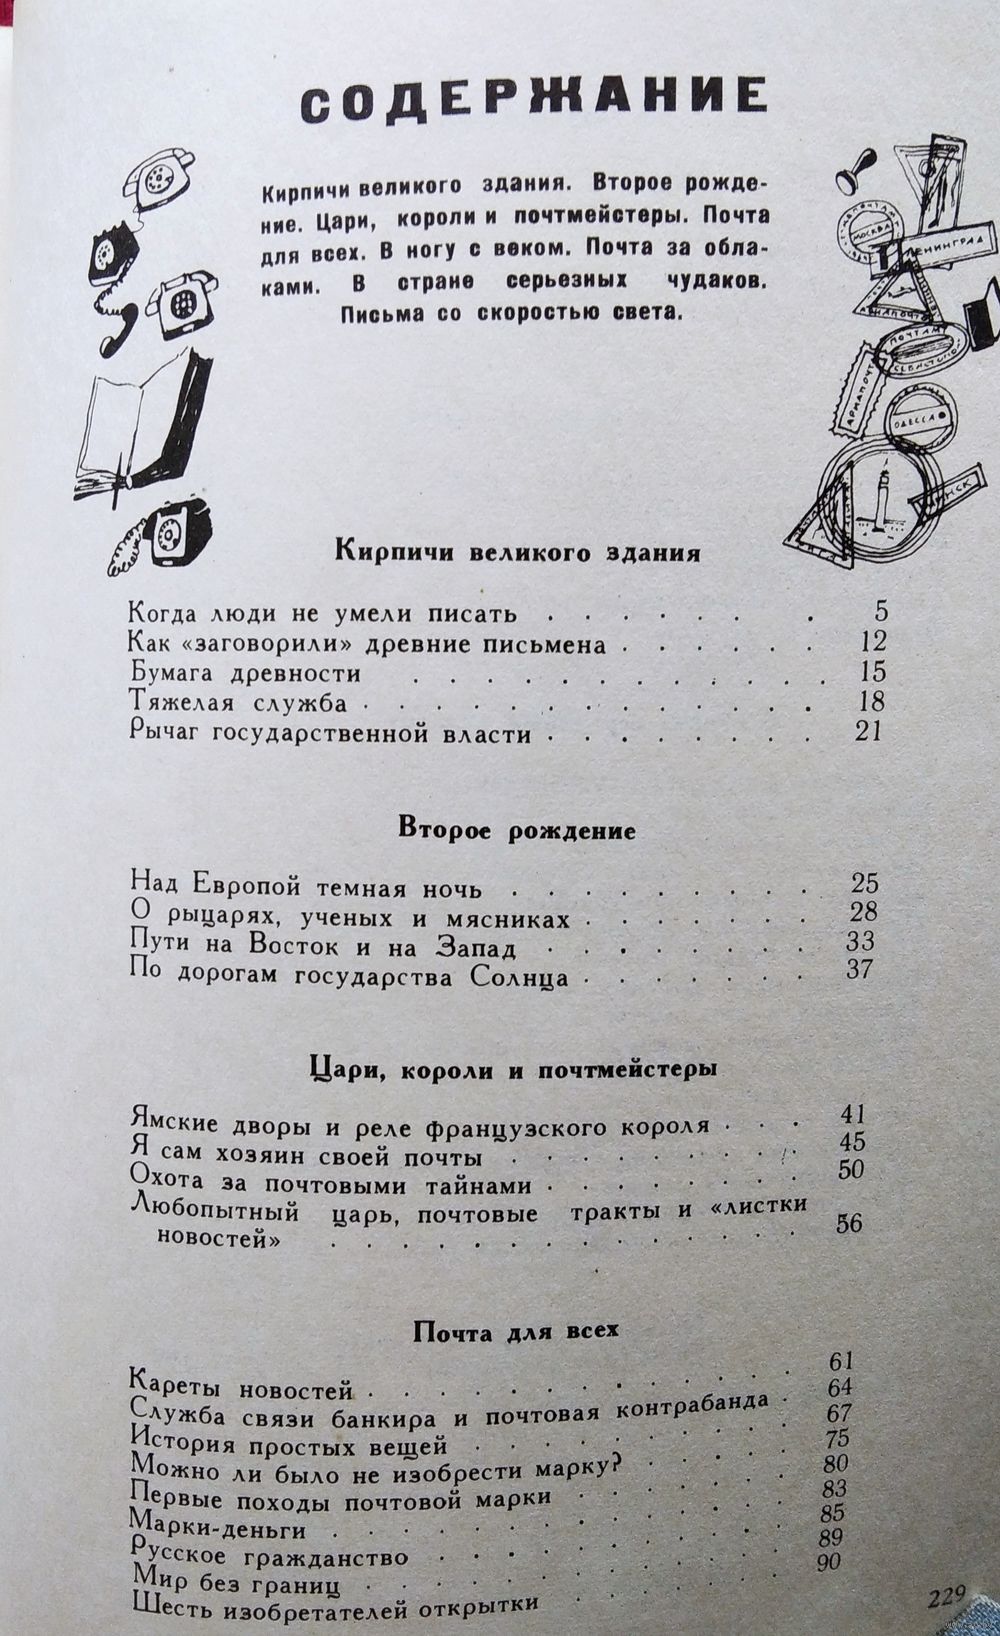 СОДЕРЖАНИЕ
Кирпичи великого здания. Второе рожде-
ние. Цари, короли и почтмейстеры. Почта
для всех. В ногу с веком. Почта за обла-
ками. В стране серьезных чудаков.
Письма со скоростью света.
МОСКВА
ЛЕНИНГРАД
АВИАПОЧТА
ПОЧТАМТ
АВИАПОЧТА
ОДЕССА
Кирпичи великого здания
Когда люди не умели писать . . . . . . . 5
Как «заговорили» древние письмена . . . . . . 12
Бумага древности . . . . . . . . . . . 15
Тяжелая служба . . . . . . . . . . . . 18
Рычаг государственной власти . . . . . . . . 21
Второе рождение
Над Европой темная ночь . . . . . . . . . 25
О рыцарях, ученых и мясниках . . . . . . . 28
Пути на Восток и на Запад . . . . . . . . 33
По дорогам государства Солнца . . . . . . . 37
Цари, короли и почтмейстеры
Ямские дворы и реле французского короля . . . 41
Я сам хозяин своей почты . . . . . . . . . 45
Охота за почтовыми тайнами . . . . . . . . 50
Любопытный царь, почтовые тракты и «листки
новостей» . . . . . . . . . . . . . 56
Почта для всех
Кареты новостей . . . . . . . . . . . . 61
Служба связи банкира и почтовая контрабанда . 64
История простых вещей . . . . . . . . . 67
Можно ли было не изобрести марку? . . . . . 75
Первые походы почтовой марки . . . . . . . 80
Марки-деньги . . . . . . . . . . . . . 83
Русское гражданство . . . . . . . . . . 85
Мир без границ . . . . . . . . . . . . 89
Шесть изобретателей открытки . . . . . . . 90
229